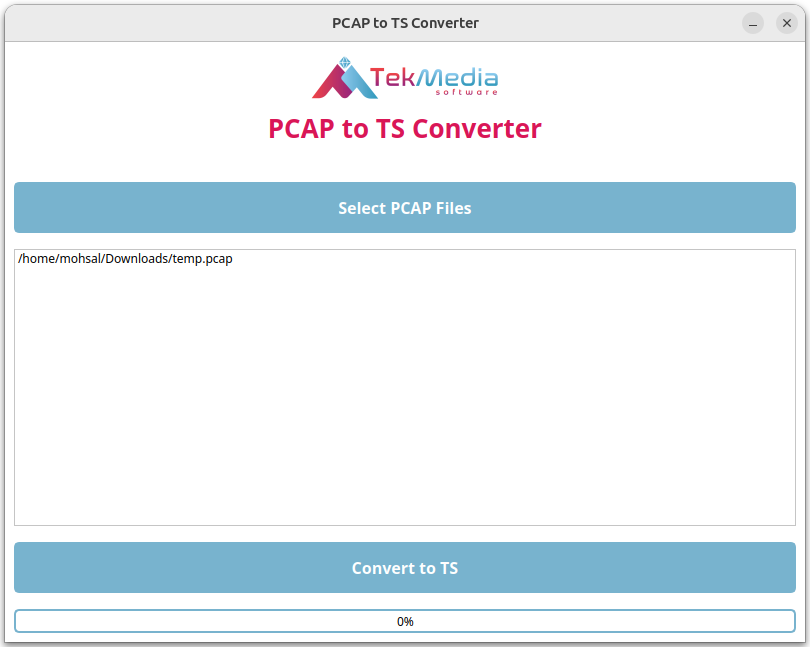 PCAP to TS Converter
TekMedia
software
PCAP to TS Converter
Select PCAP Files
/home/mohsal/Downloads/temp.pcap
Convert to TS
0%